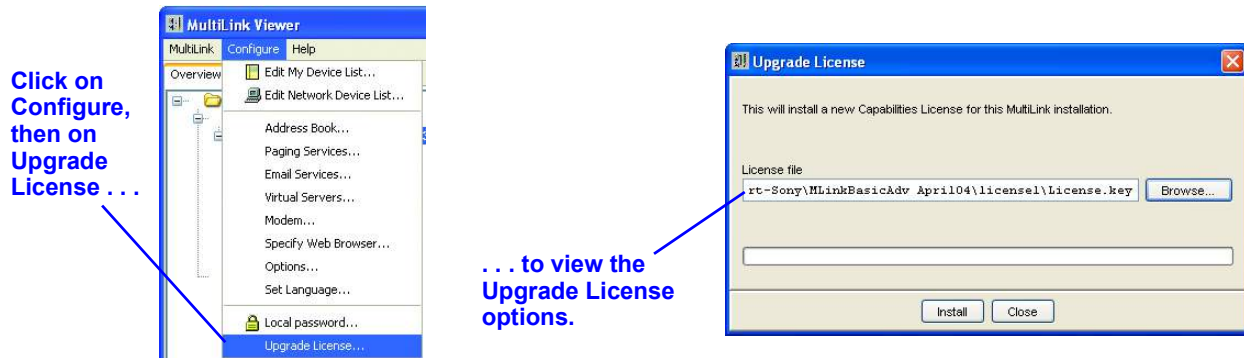 Click on
Configure,
then on
Upgrade
License . . .
MultiLink Viewer
MultiLink Configure Help
Overview
Edit My Device List...
Edit Network Device List...
Address Book...
Paging Services...
Email Services...
Virtual Servers...
Modem...
Specify Web Browser...
Options...
Set Language...
Local password...
Upgrade License...
. . . to view the
Upgrade License
options.
Upgrade License
This will install a new Capabilities License for this MultiLink installation.
License file
rt-Sony\MLinkBasicAdv April04\license1\License.key Browse...
Install Close